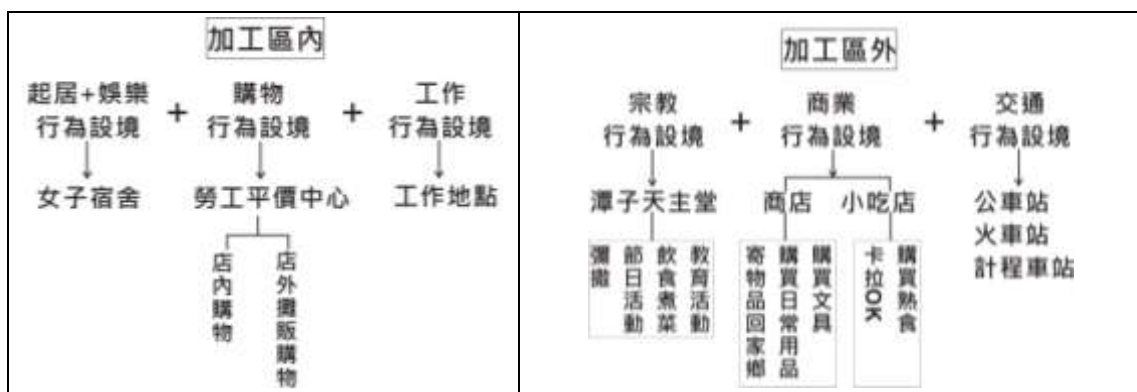 加工區內
起居+娛樂 + 購物 + 工作
行為設境 行為設境 行為設境
女子宿舍 勞工平價中心 工作地點
店內購物
店外攤販購物
加工區外
宗教 + 商業 + 交通
行為設境 行為設境 行為設境
潭子天主堂 商店 小吃店 公車站
火車站
計程車站
彌撒
節日活動
飲食煮菜
教育活動
寄物品回家鄉
購買日常用品
購買文具
卡拉OK
購買熟食